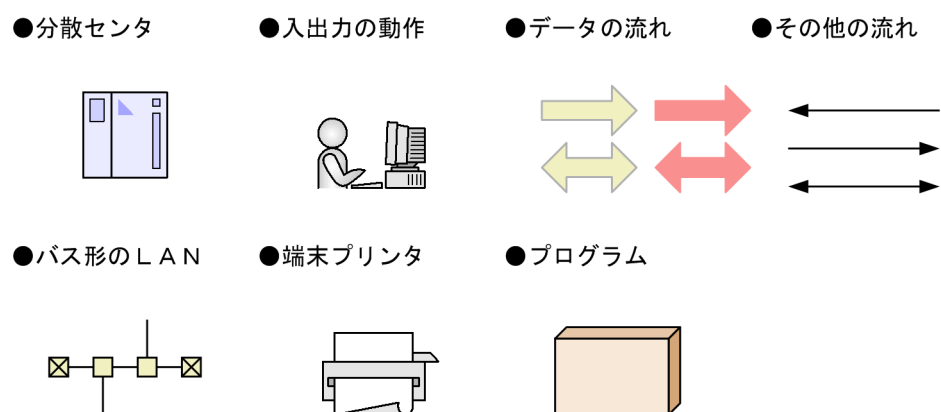 ●分散センタ
●入出力の動作
●データの流れ
●その他の流れ
●バス形のＬＡＮ
●端末プリンタ
●プログラム